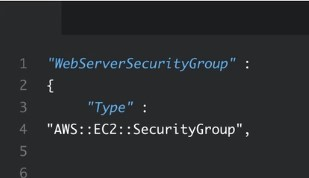 1 "WebServerSecurityGroup" :
2 {
3 "Type" :
4 "AWS::EC2::SecurityGroup",
5
6